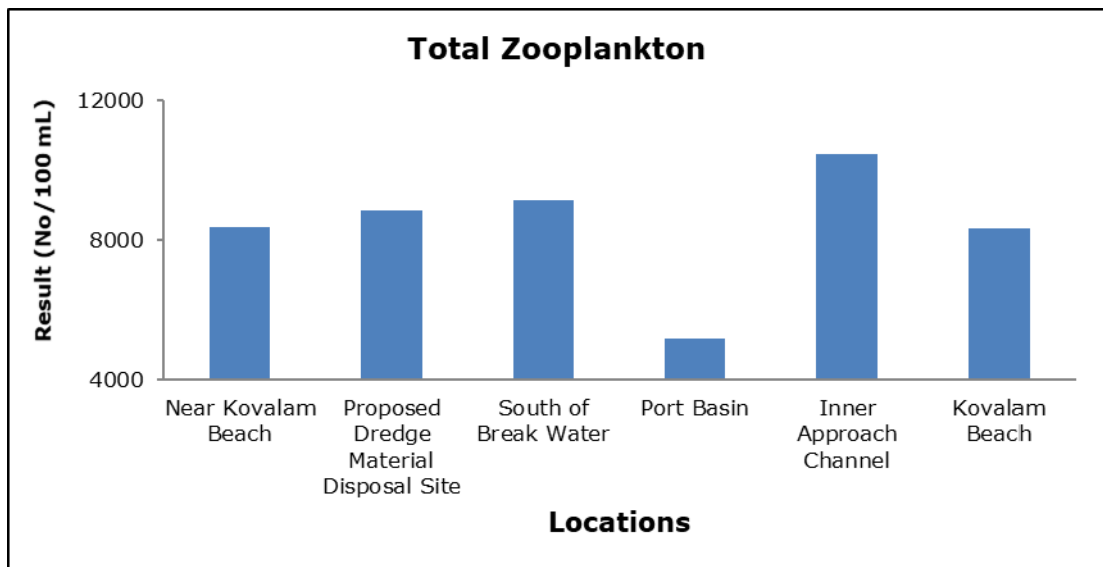 Total Zooplankton
Result (No/100 mL)
12000
8000
4000
Near Kovalam
Beach
Proposed
Dredge
Material
Disposal Site
South of
Break Water
Port Basin
Inner
Approach
Channel
Kovalam
Beach
Locations